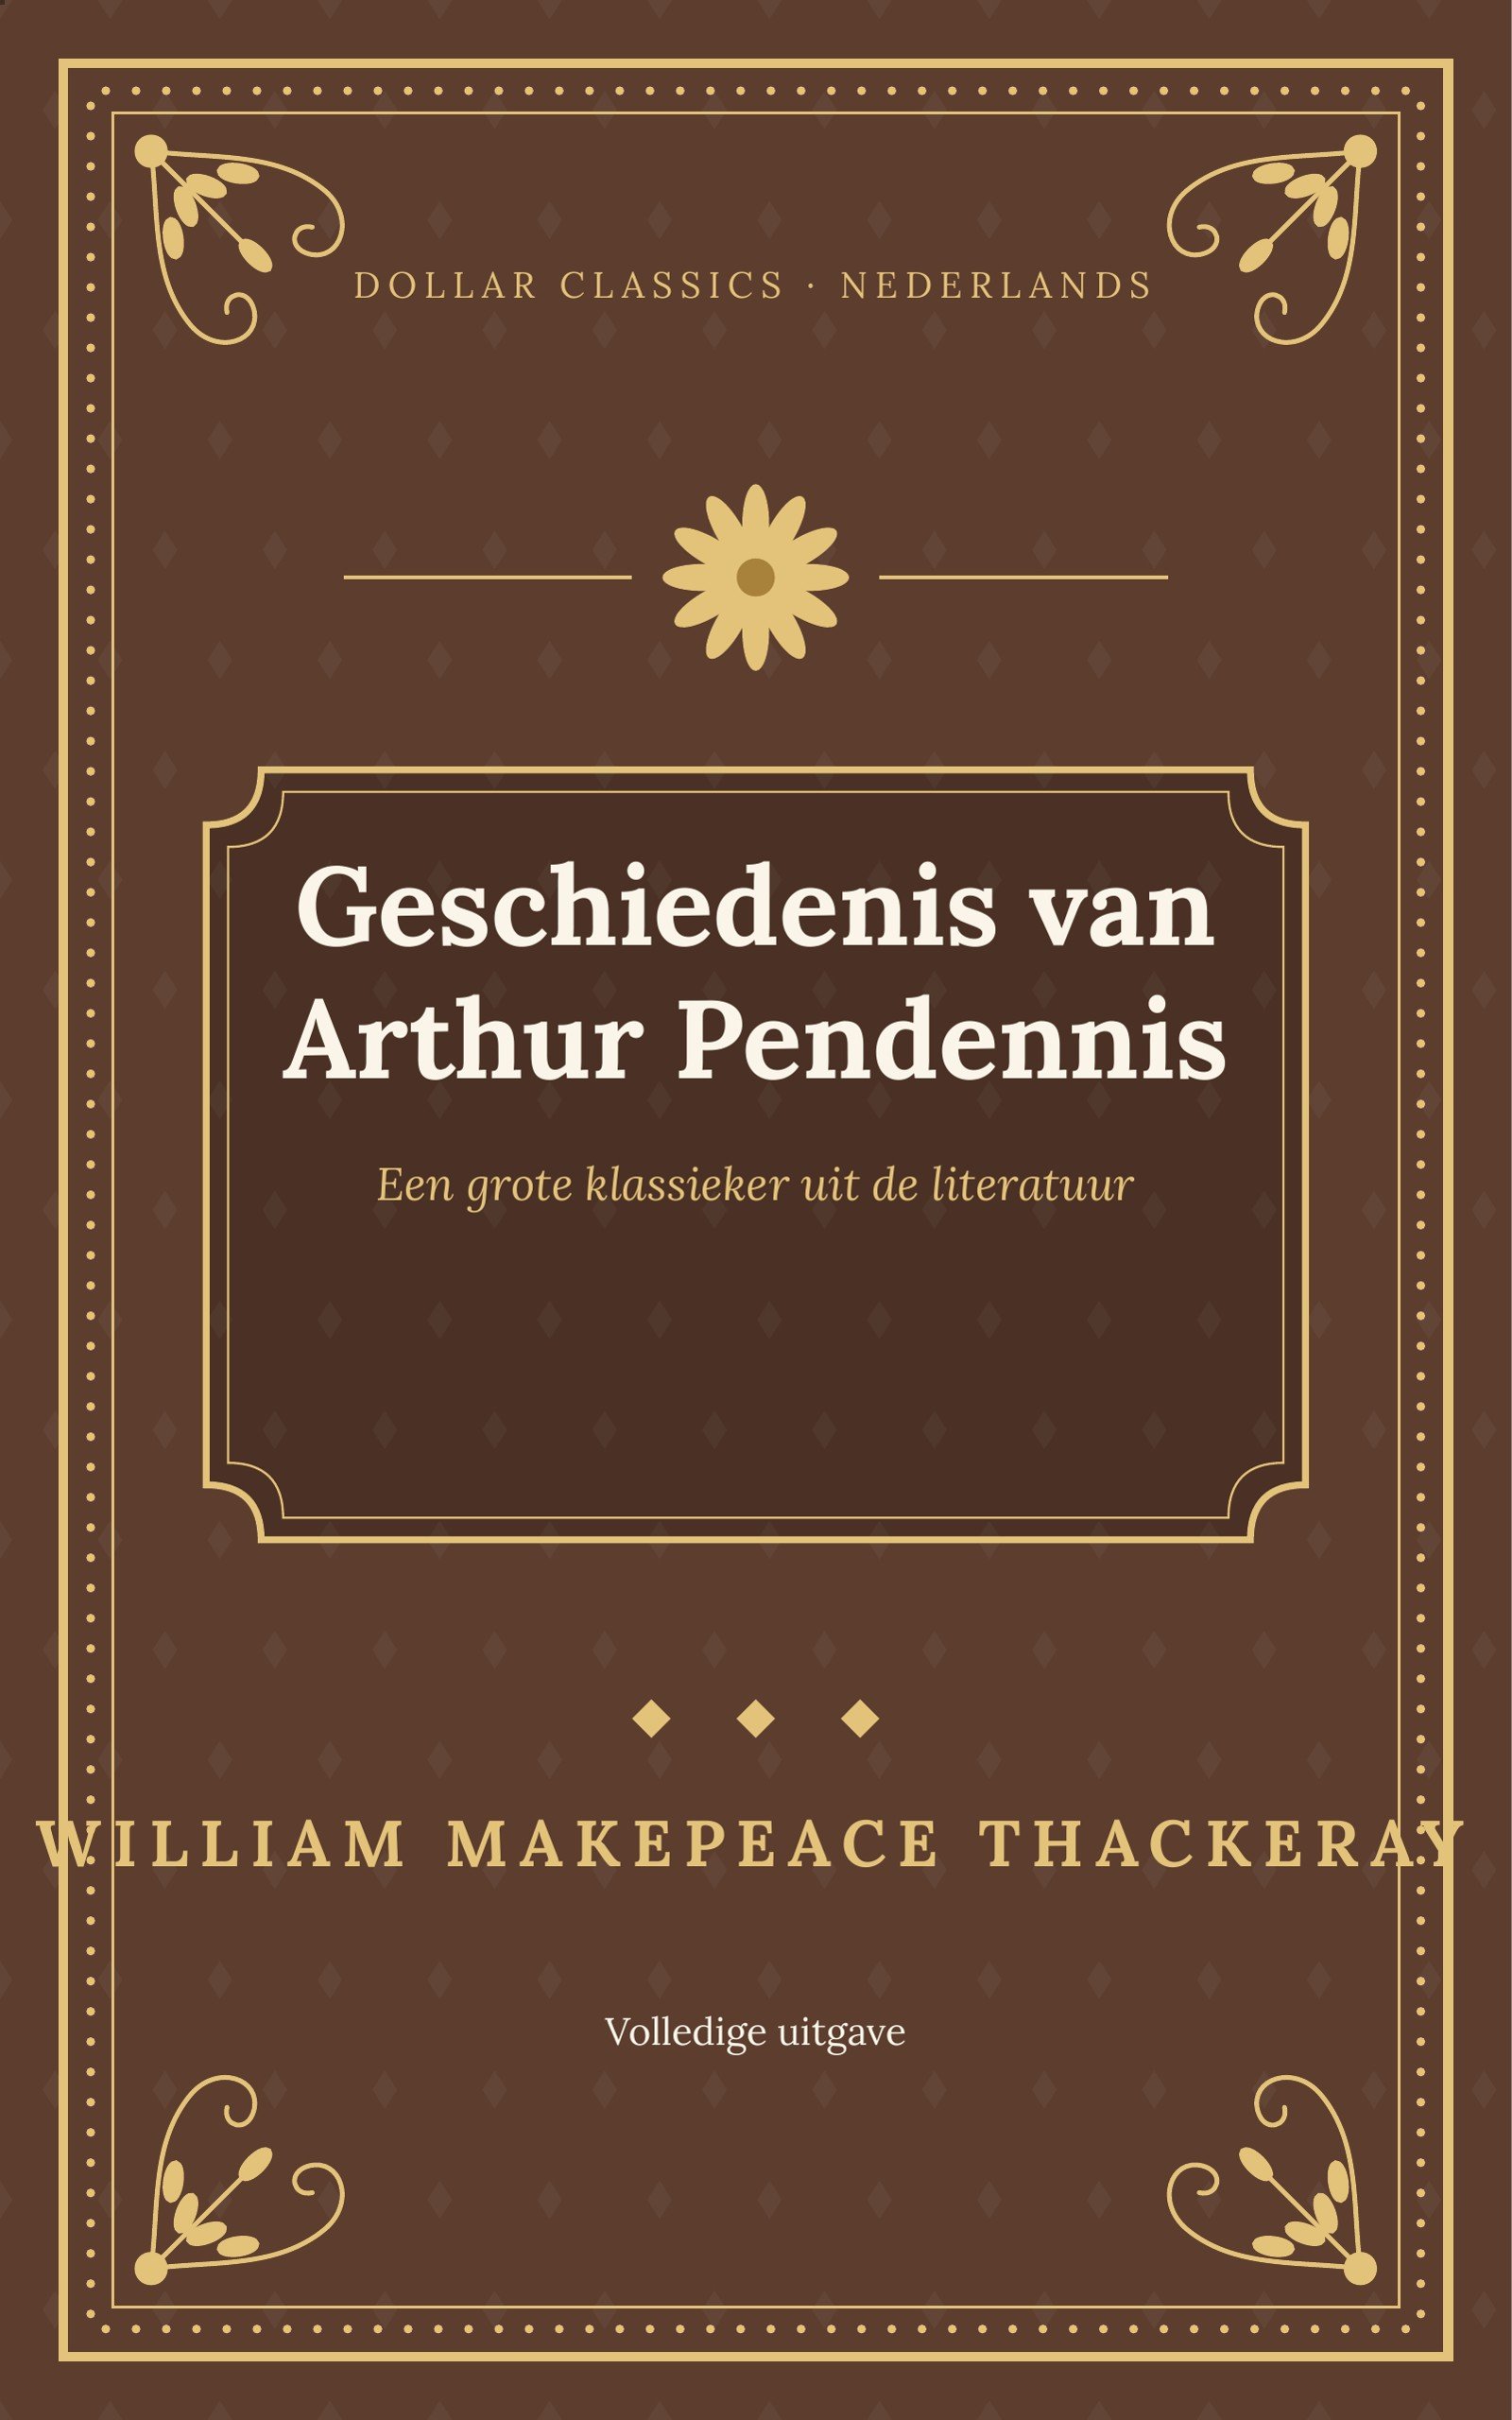 DOLLAR CLASSICS · NEDERLANDS
Geschiedenis van
Arthur Pendennis
Een grote klassieker uit de literatuur
WILLIAM MAKEPEACE THACKERAY
Volledige uitgave